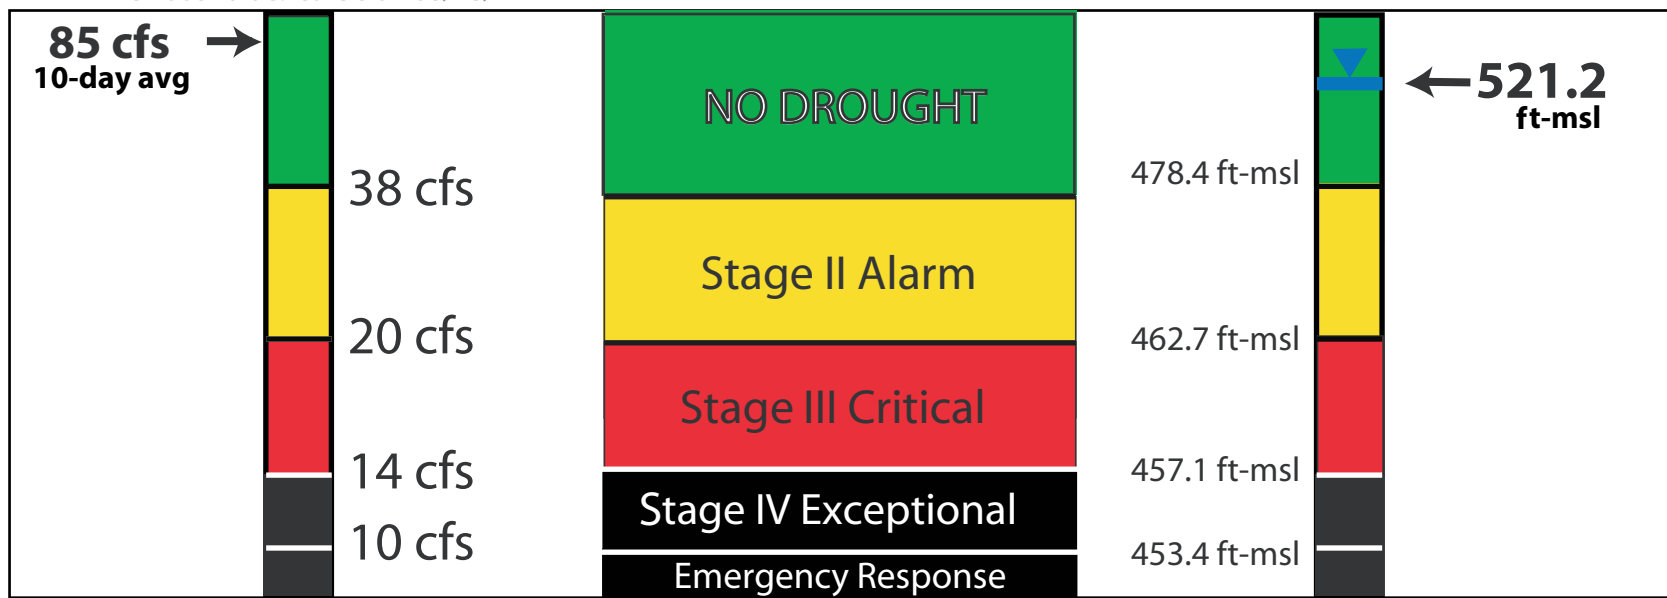 85 cfs
10-day avg
38 cfs
20 cfs
14 cfs
10 cfs
NO DROUGHT
Stage II Alarm
Stage III Critical
Stage IV Exceptional
Emergency Response
478.4 ft-msl
462.7 ft-msl
457.1 ft-msl
453.4 ft-msl
521.2
ft-msl